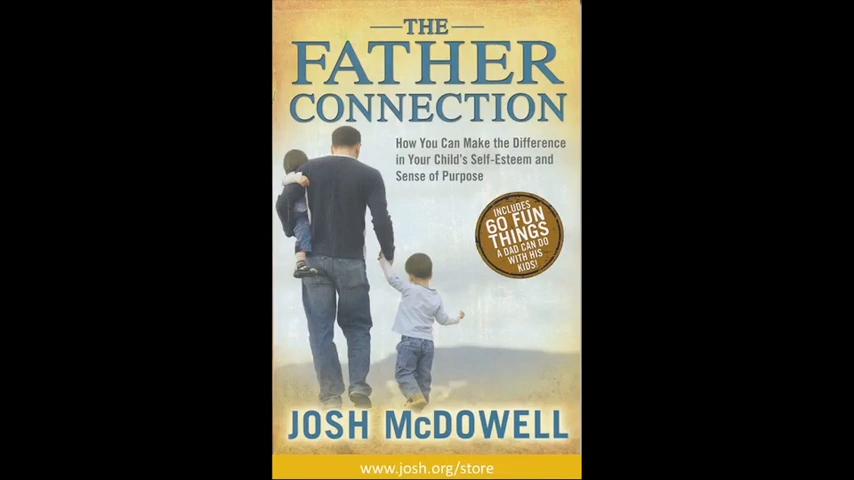 THE
FATHER
CONNECTION
How You Can Make the Difference
in Your Child's Self-Esteem and
Sense of Purpose
INCLUDES
60 FUN
THINGS
A DAD CAN DO
WITH HIS
KIDS!
JOSH McDOWELL
www.josh.org/store